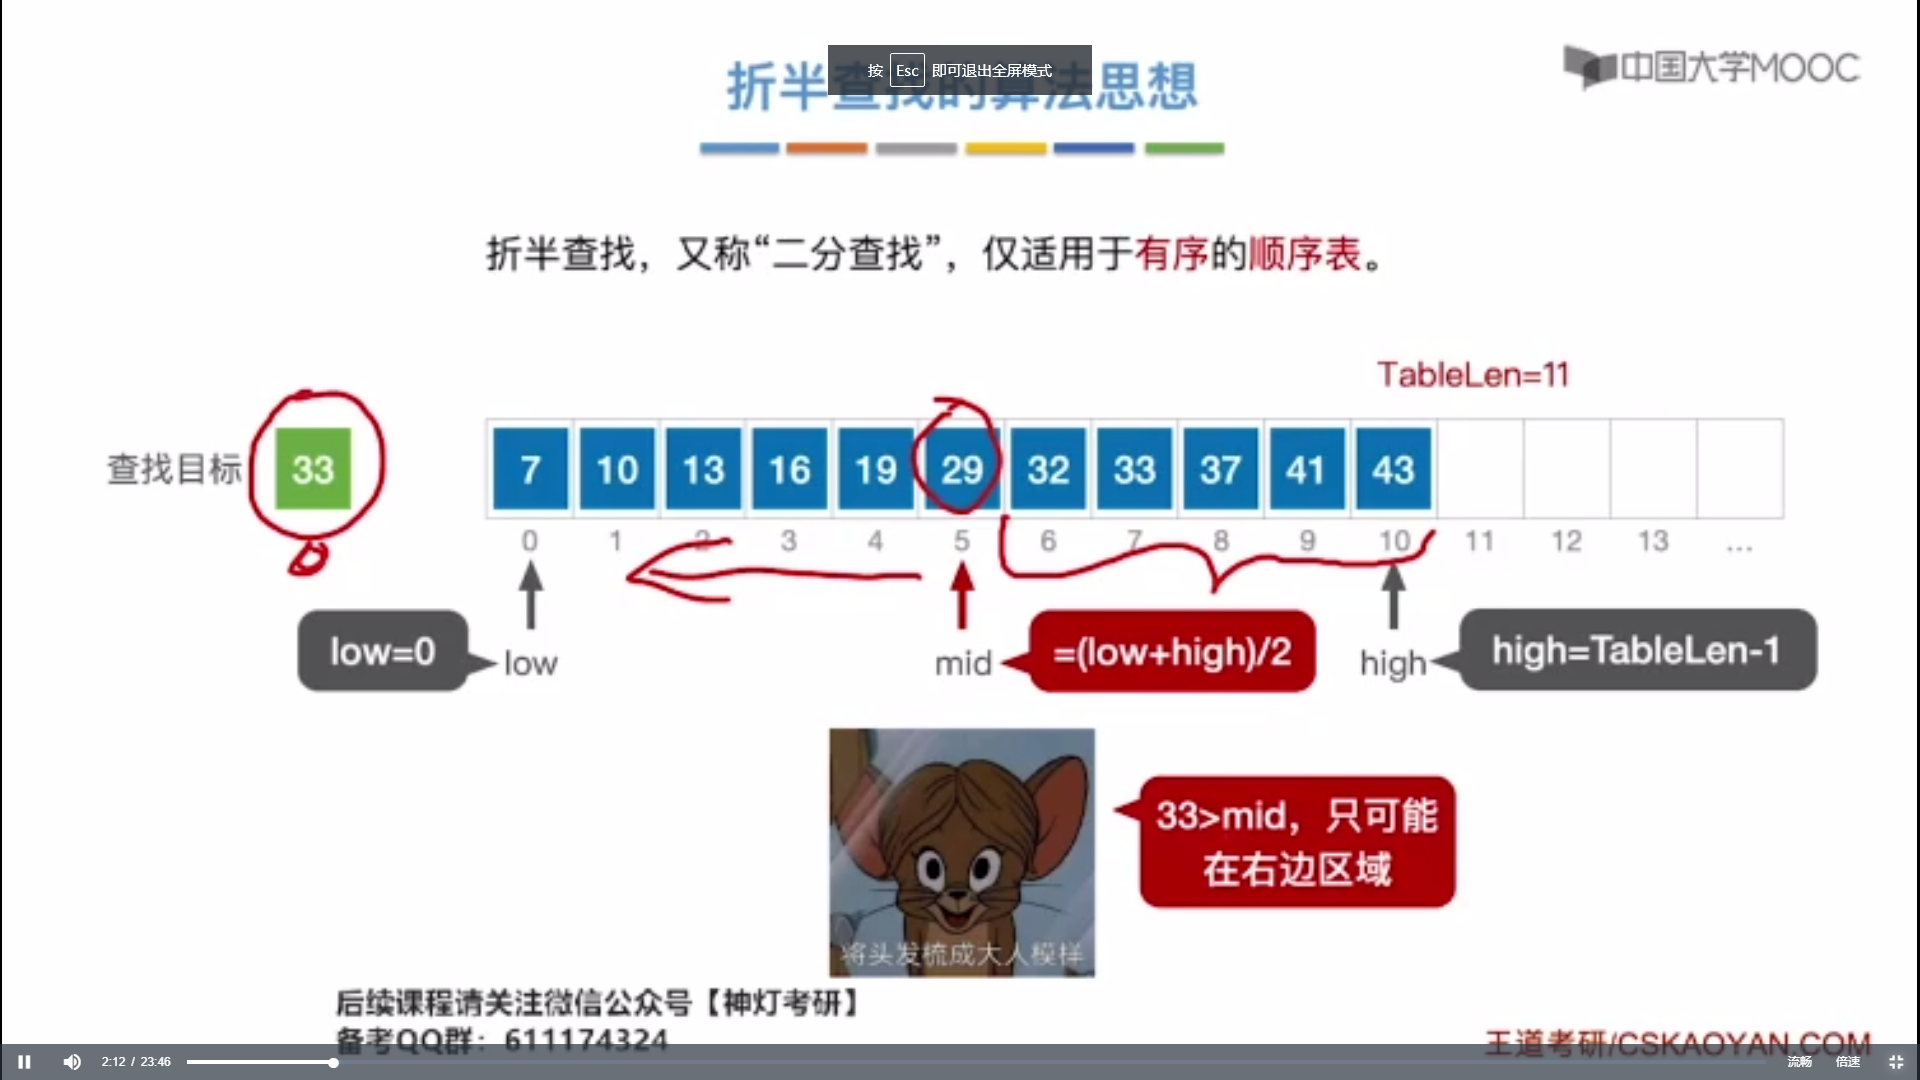 按 Esc 即可退出全屏模式
折半查找的算法思想
中国大学MOOC
折半查找，又称“二分查找”，仅适用于有序的顺序表。
TableLen=11
查找目标 33 7 10 13 16 19 29 32 33 37 41 43
0 1 2 3 4 5 6 7 8 9 10 11 12 13 ...
low=0 low mid =(low+high)/2 high high=TableLen-1
33>mid，只可能
在右边区域
将头发梳成大人模样
后续课程请关注微信公众号【神灯考研】
备考QQ群：611174324
王道考研/CSKAOYAN.COM
2:12 / 23:46 流畅 倍速